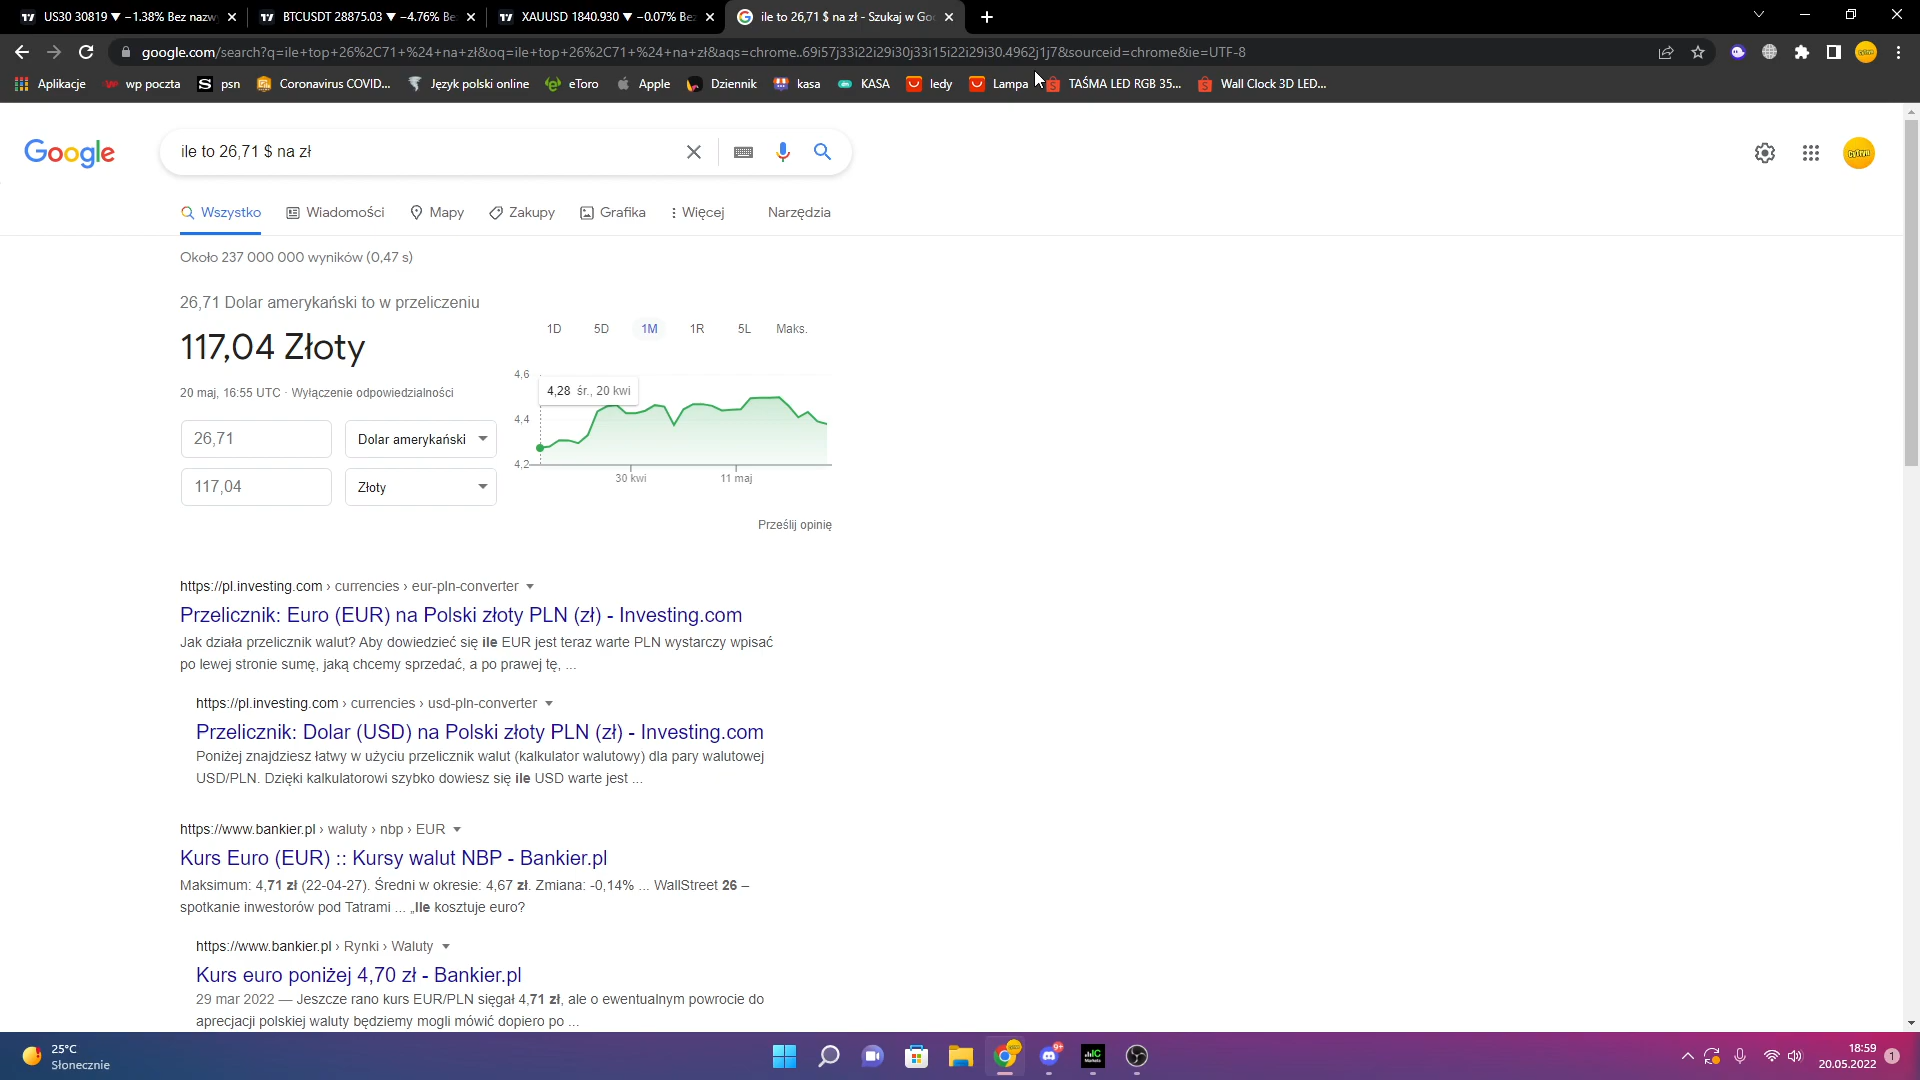 US30 30819 ▼ −1.38% Bez nazw
BTCUSDT 28875.03 ▼ −4.76% Be
XAUUSD 1840.930 ▼ −0.07% Be
ile to 26,71 $ na zł - Szukaj w Go
google.com/search?q=ile+top+26%2C71+%24+na+zł&oq=ile+top+26%2C71+%24+na+zł&aqs=chrome..69i57j33i22i29i30j33i15i22i29i30.4962j1j7&sourceid=chrome&ie=UTF-8
Aplikacje
wp poczta
psn
Coronavirus COVID...
Język polski online
eToro
Apple
Dziennik
kasa
KASA
ledy
Lampa
TAŚMA LED RGB 35...
Wall Clock 3D LED...
Google
ile to 26,71 $ na zł
Wszystko
Wiadomości
Mapy
Zakupy
Grafika
Więcej
Narzędzia
Około 237 000 000 wyników (0,47 s)
26,71 Dolar amerykański to w przeliczeniu
117,04 Złoty
20 maj, 16:55 UTC · Wyłączenie odpowiedzialności
26,71
Dolar amerykański
117,04
Złoty
1D 5D 1M 1R 5L Maks.
4,6
4,28 śr., 20 kwi
4,4
4,2
30 kwi
11 maj
Prześlij opinię
https://pl.investing.com › currencies › eur-pln-converter
Przelicznik: Euro (EUR) na Polski złoty PLN (zł) - Investing.com
Jak działa przelicznik walut? Aby dowiedzieć się ile EUR jest teraz warte PLN wystarczy wpisać
po lewej stronie sumę, jaką chcemy sprzedać, a po prawej tę, ...
https://pl.investing.com › currencies › usd-pln-converter
Przelicznik: Dolar (USD) na Polski złoty PLN (zł) - Investing.com
Poniżej znajdziesz łatwy w użyciu przelicznik walut (kalkulator walutowy) dla pary walutowej
USD/PLN. Dzięki kalkulatorowi szybko dowiesz się ile USD warte jest ...
https://www.bankier.pl › waluty › nbp › EUR
Kurs Euro (EUR) :: Kursy walut NBP - Bankier.pl
Maksimum: 4,71 zł (22-04-27). Średni w okresie: 4,67 zł. Zmiana: -0,14% ... WallStreet 26 –
spotkanie inwestorów pod Tatrami ... „Ile kosztuje euro?
https://www.bankier.pl › Rynki › Waluty
Kurs euro poniżej 4,70 zł - Bankier.pl
29 mar 2022 — Jeszcze rano kurs EUR/PLN sięgał 4,71 zł, ale o ewentualnym powrocie do
aprecjacji polskiej waluty będziemy mogli mówić dopiero po ...
25°C
Słonecznie
9+
18:59
20.05.2022
1